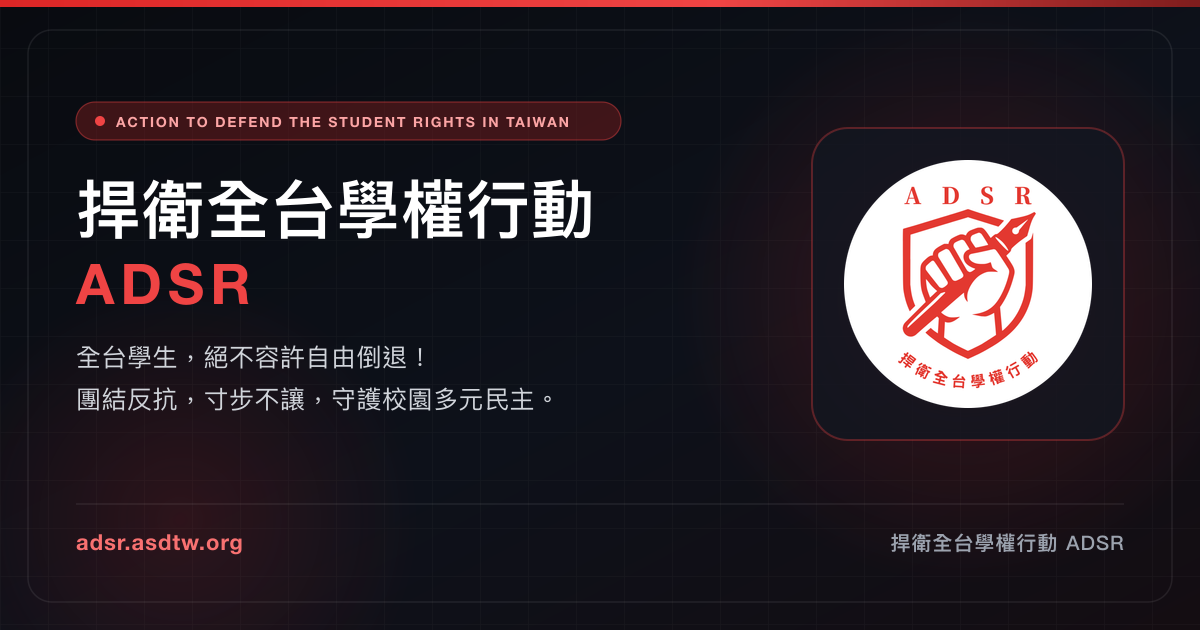 ACTION TO DEFEND THE STUDENT RIGHTS IN TAIWAN
捍衛全台學權行動
ADSR
全台學生，絕不容許自由倒退！
團結反抗，寸步不讓，守護校園多元民主。
A D S R
捍衛全台學權行動
adsr.asdtw.org
捍衛全台學權行動 ADSR